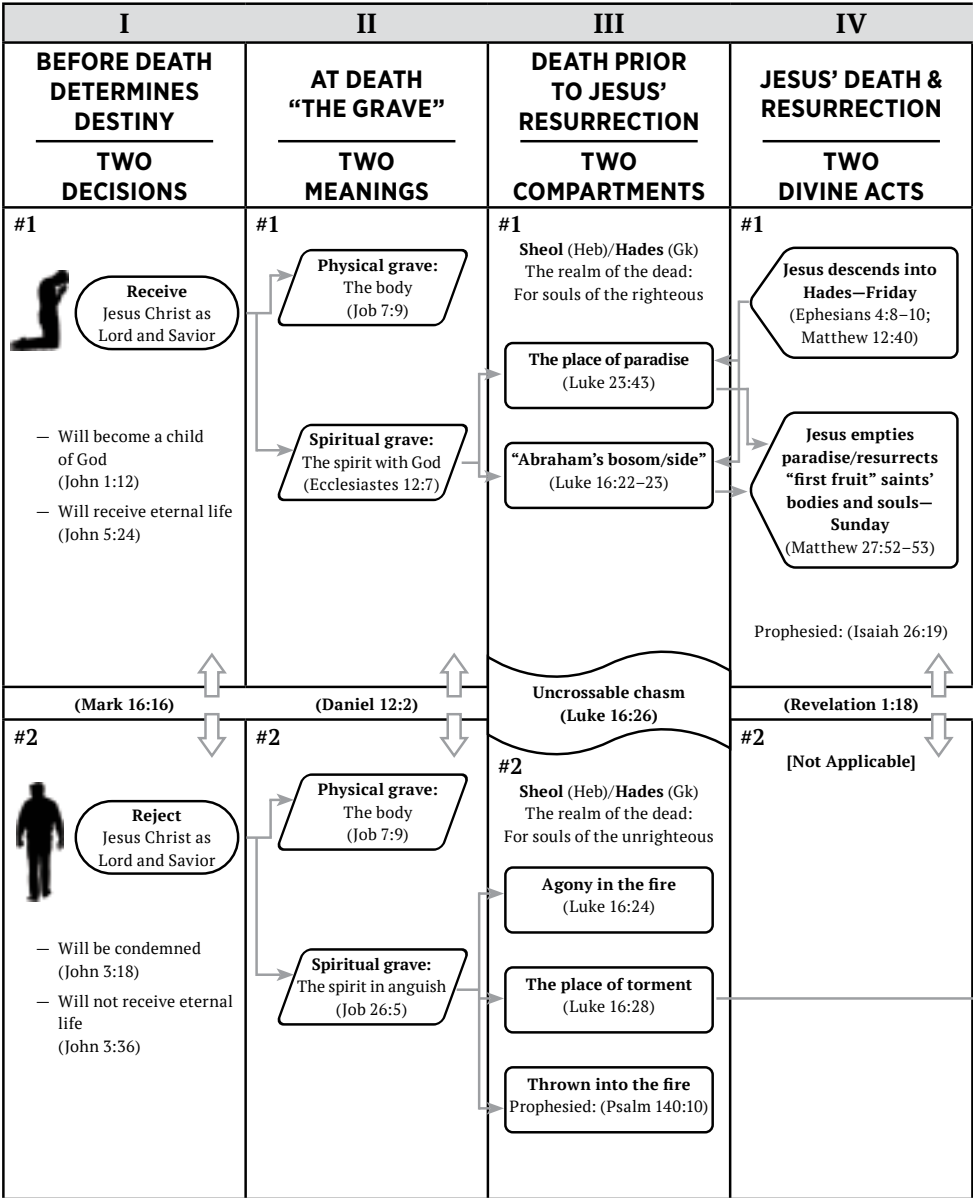 I
II
III
IV
BEFORE DEATH
DETERMINES
DESTINY
TWO
DECISIONS
AT DEATH
“THE GRAVE”
TWO
MEANINGS
DEATH PRIOR
TO JESUS’
RESURRECTION
TWO
COMPARTMENTS
JESUS’ DEATH &
RESURRECTION
TWO
DIVINE ACTS
#1
Receive
Jesus Christ as
Lord and Savior
— Will become a child
of God
(John 1:12)
— Will receive eternal life
(John 5:24)
#1
Physical grave:
The body
(Job 7:9)
Spiritual grave:
The spirit with God
(Ecclesiastes 12:7)
#1
Sheol (Heb)/Hades (Gk)
The realm of the dead:
For souls of the righteous
The place of paradise
(Luke 23:43)
“Abraham’s bosom/side”
(Luke 16:22–23)
#1
Jesus descends into
Hades—Friday
(Ephesians 4:8–10;
Matthew 12:40)
Jesus empties
paradise/resurrects
“first fruit” saints’
bodies and souls—
Sunday
(Matthew 27:52–53)
Prophesied: (Isaiah 26:19)
(Mark 16:16)
(Daniel 12:2)
Uncrossable chasm
(Luke 16:26)
(Revelation 1:18)
#2
Reject
Jesus Christ as
Lord and Savior
— Will be condemned
(John 3:18)
— Will not receive eternal
life
(John 3:36)
#2
Physical grave:
The body
(Job 7:9)
Spiritual grave:
The spirit in anguish
(Job 26:5)
#2
Sheol (Heb)/Hades (Gk)
The realm of the dead:
For souls of the unrighteous
Agony in the fire
(Luke 16:24)
The place of torment
(Luke 16:28)
Thrown into the fire
Prophesied: (Psalm 140:10)
#2
[Not Applicable]